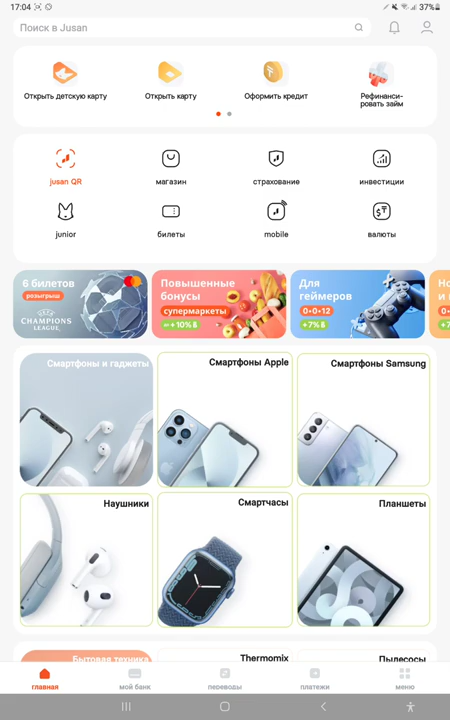 17:04
37%
Поиск в Jusan
Открыть детскую карту
Открыть карту
Оформить кредит
Рефинанси-
ровать займ
jusan QR
магазин
страхование
инвестиции
junior
билеты
mobile
валюты
6 билетов
розыгрыш
CHAMPIONS
LEAGUE
Повышенные
бонусы
супермаркеты
+10% Б
Для
геймеров
0•0•12
+7% Б
Но
и
0•
+7
Смартфоны и гаджеты
Смартфоны Apple
Смартфоны Samsung
Наушники
Смартчасы
Планшеты
Бытовая техника
Thermomix
Пылесосы
главная
мой банк
переводы
платежи
меню